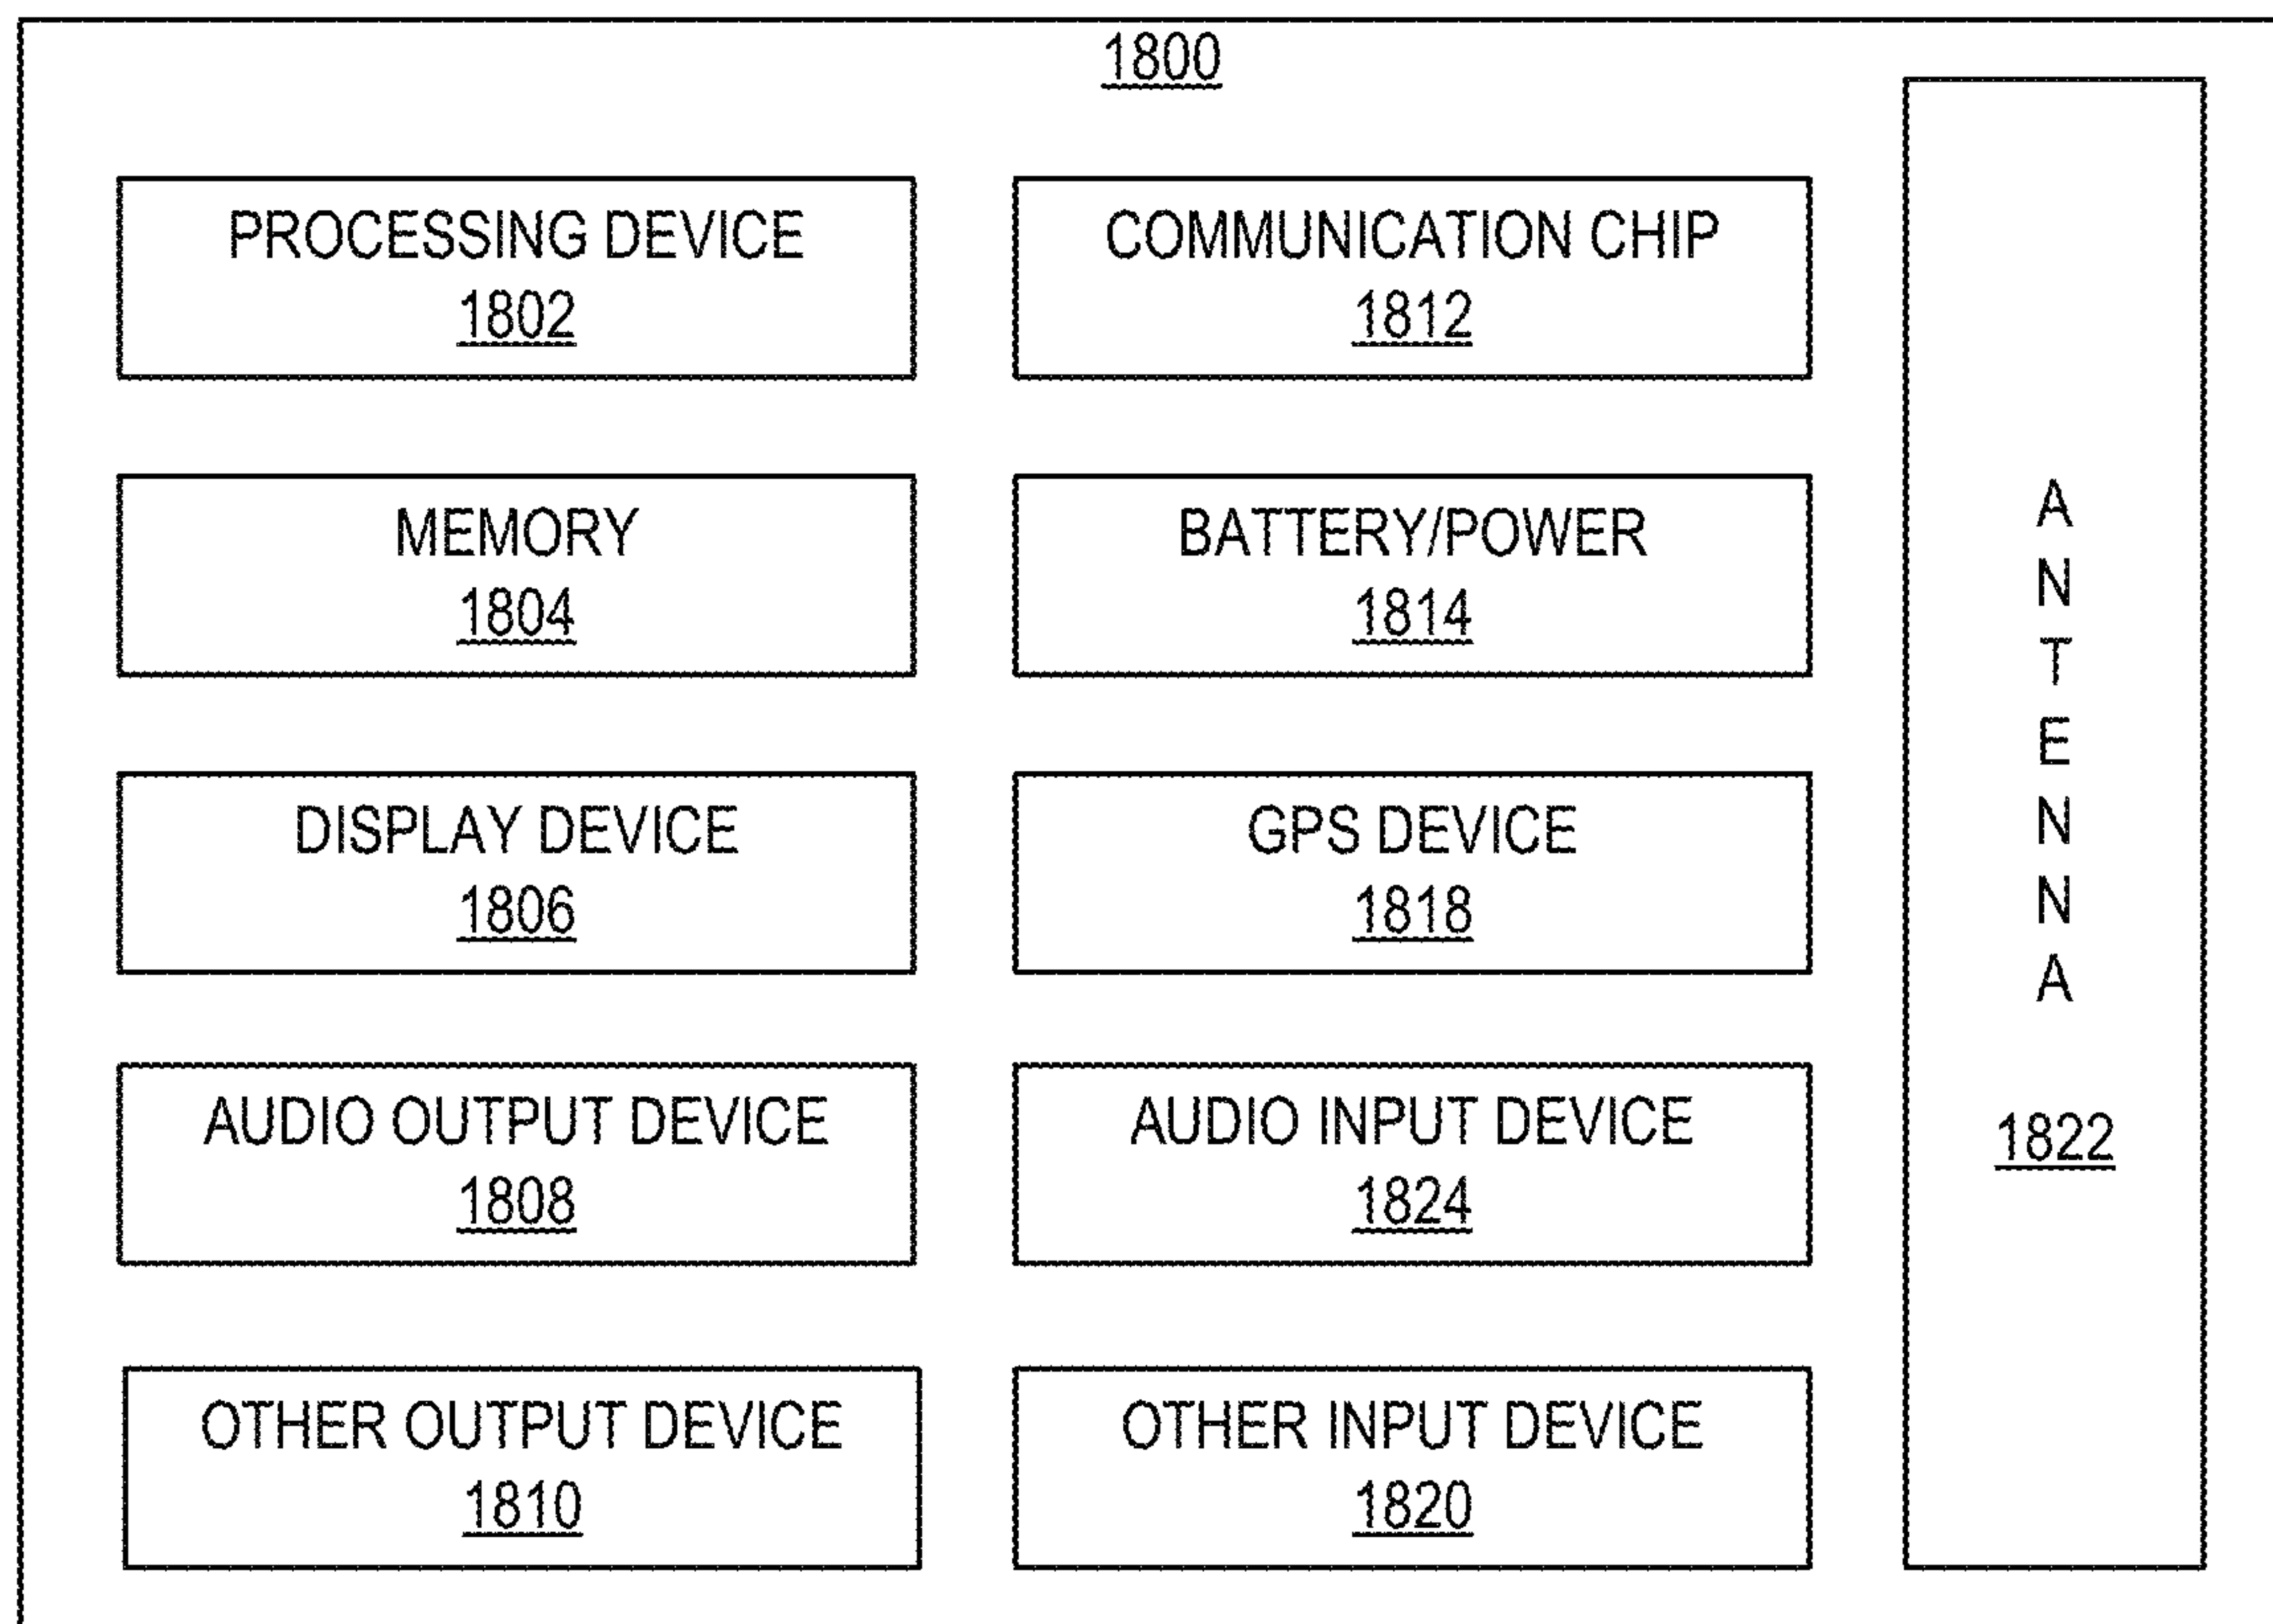 1800
PROCESSING DEVICE
1802
COMMUNICATION CHIP
1812
MEMORY
1804
BATTERY/POWER
1814
DISPLAY DEVICE
1806
GPS DEVICE
1818
AUDIO OUTPUT DEVICE
1808
AUDIO INPUT DEVICE
1824
OTHER OUTPUT DEVICE
1810
OTHER INPUT DEVICE
1820
ANTENNA
1822